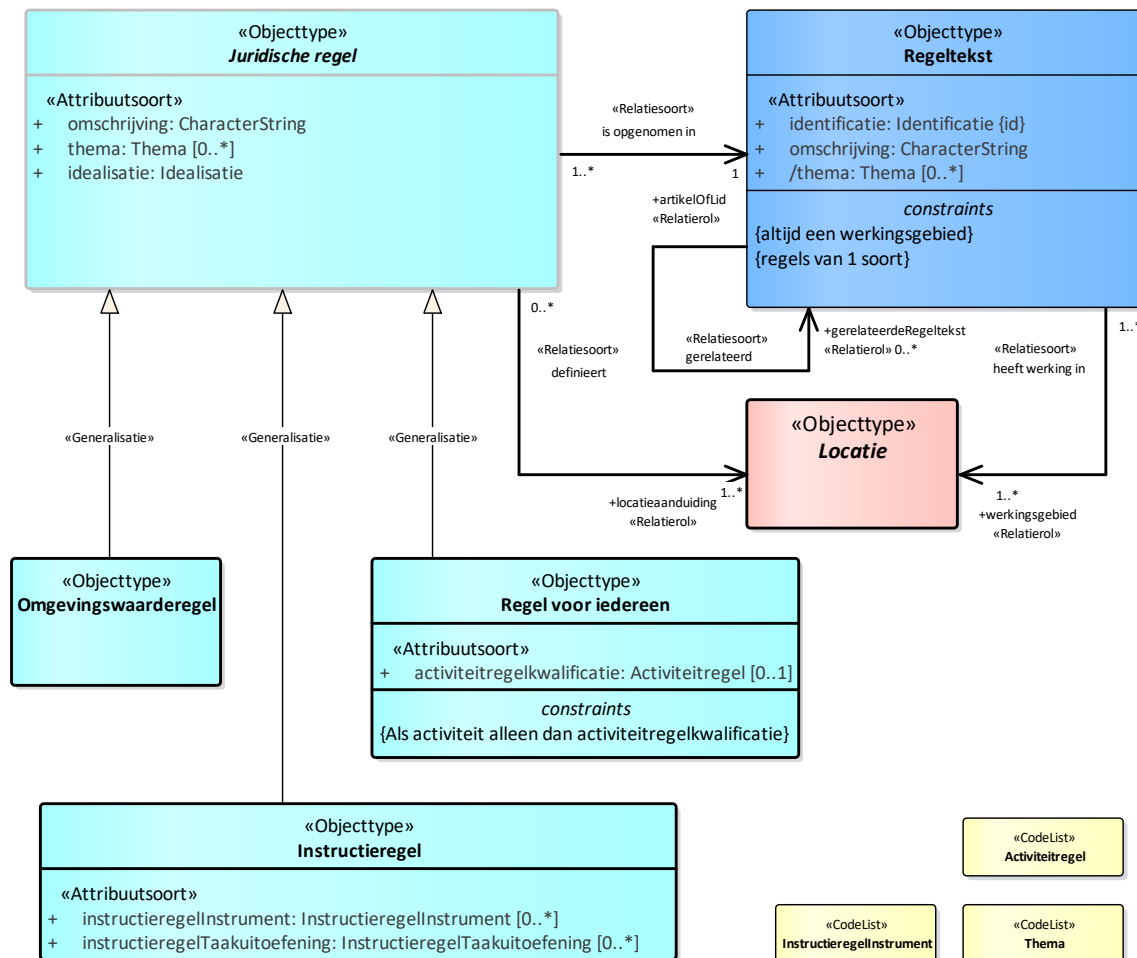 «Objecttype»
Juridische regel
«Attribuutsoort»
+ omschrijving: CharacterString
+ thema: Thema [0..*]
+ idealisatie: Idealisatie
«Relatiesoort»
is opgenomen in
1..*
1
«Objecttype»
Regeltekst
«Attribuutsoort»
+ identificatie: Identificatie {id}
+ omschrijving: CharacterString
+ /thema: Thema [0..*]
constraints
{altijd een werkingsgebied}
{regels van 1 soort}
+artikelOfLid
«Relatierol»
«Relatiesoort»
gerelateerd
+gerelateerdeRegeltekst
«Relatierol» 0..*
0..*
«Relatiesoort»
definieert
1..*
«Relatiesoort»
heeft werking in
«Objecttype»
Locatie
1..*
+locatieaanduiding
«Relatierol»
1..*
+werkingsgebied
«Relatierol»
«Generalisatie»
«Generalisatie»
«Generalisatie»
«Objecttype»
Omgevingswaarderegel
«Objecttype»
Regel voor iedereen
«Attribuutsoort»
+ activiteitregelkwalificatie: Activiteitregel [0..1]
constraints
{Als activiteit alleen dan activiteitregelkwalificatie}
«Objecttype»
Instructieregel
«Attribuutsoort»
+ instructieregelInstrument: InstructieregelInstrument [0..*]
+ instructieregelTaakuitoefening: InstructieregelTaakuitoefening [0..*]
«CodeList»
Activiteitregel
«CodeList»
InstructieregelInstrument
«CodeList»
Thema